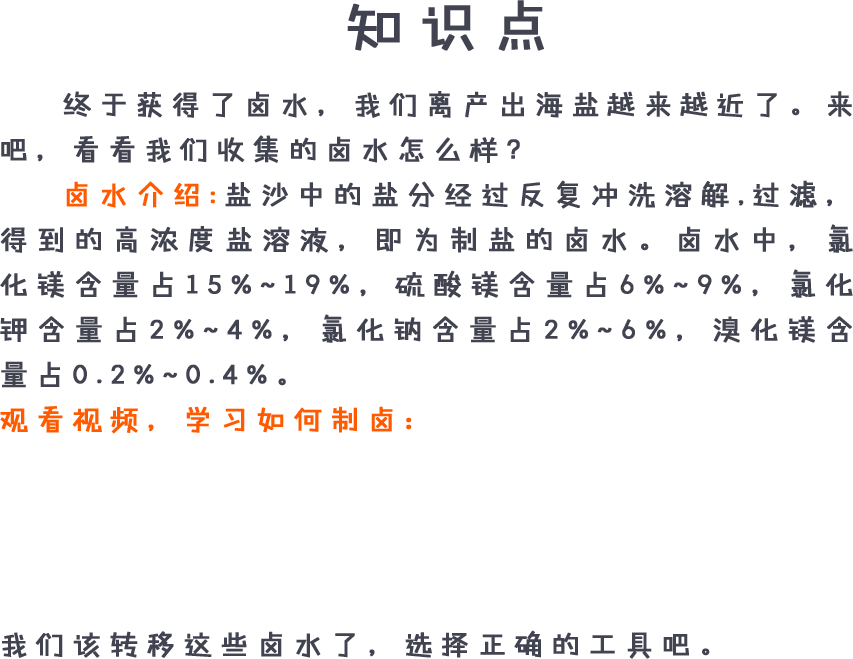 知识点
终于获得了卤水，我们离产出海盐越来越近了。来
吧，看看我们收集的卤水怎么样？
卤水介绍：盐沙中的盐分经过反复冲洗溶解.过滤，
得到的高浓度盐溶液，即为制盐的卤水。卤水中，氯
化镁含量占15%~19%，硫酸镁含量占6%~9%，氯化
钾含量占2%~4%，氯化钠含量占2%~6%，溴化镁含
量占0.2%~0.4%。
观看视频，学习如何制卤：
我们该转移这些卤水了，选择正确的工具吧。